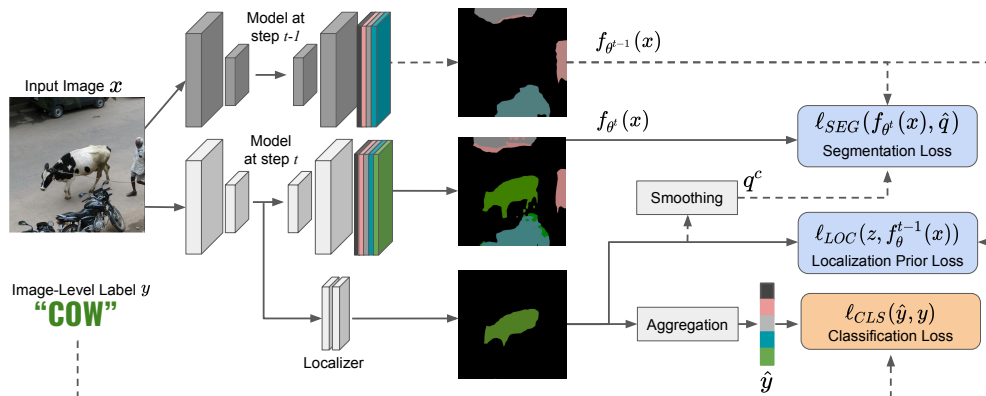 Model at
step t-1
Input Image x
f_{θ^{t-1}}(x)
f_{θ^t}(x)
ℓ_{SEG}(f_{θ^t}(x), q̂)
Segmentation Loss
Model
at step t
Smoothing
q^c
ℓ_{LOC}(z, f_θ^{t-1}(x))
Localization Prior Loss
Image-Level Label y
“COW”
Localizer
Aggregation
ŷ
ℓ_{CLS}(ŷ, y)
Classification Loss